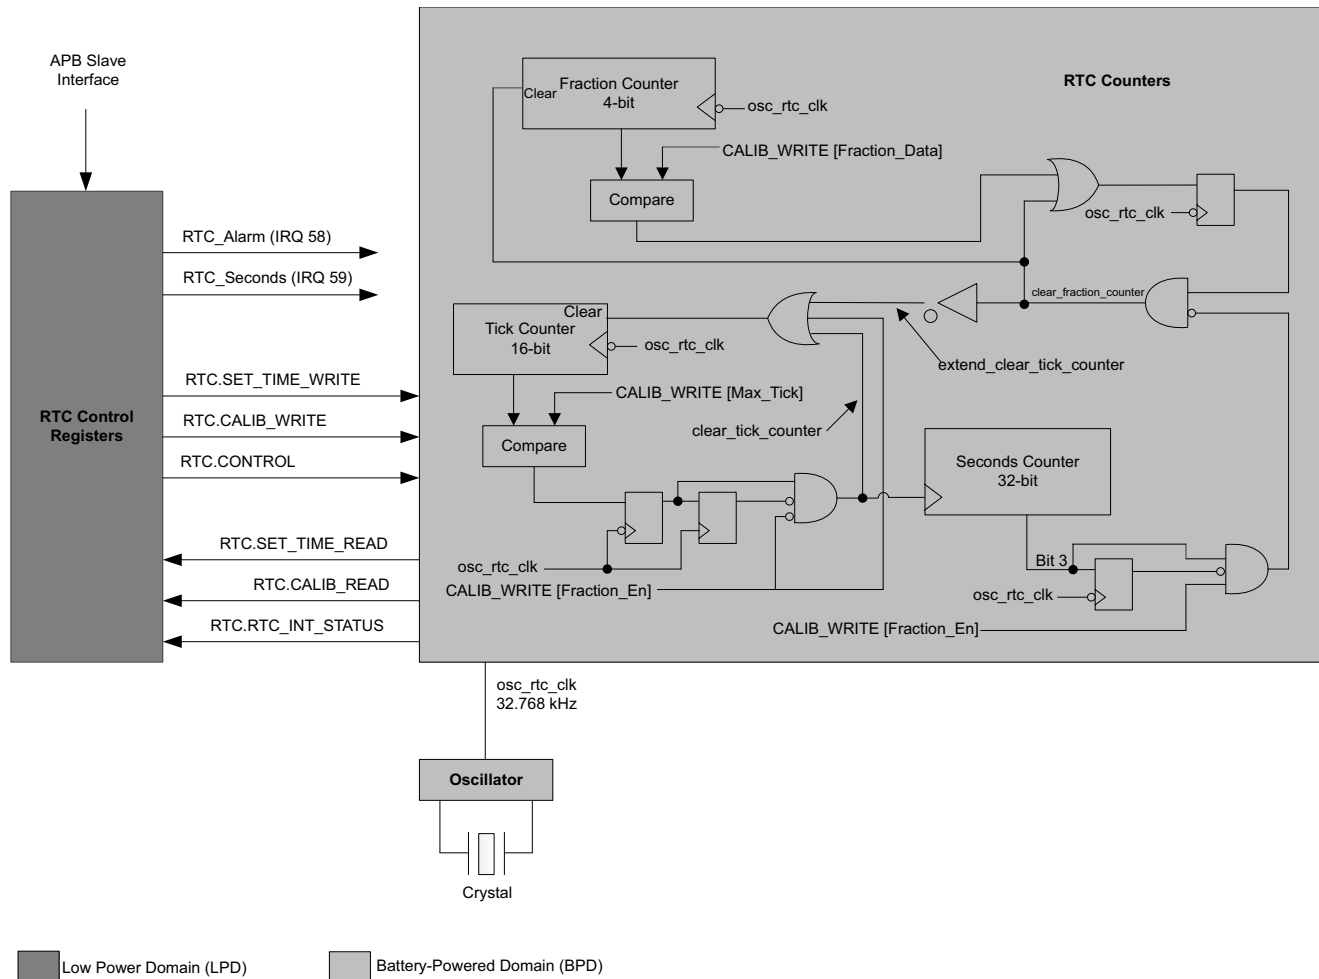 APB Slave
Interface
RTC Control
Registers
RTC_Alarm (IRQ 58)
RTC_Seconds (IRQ 59)
RTC.SET_TIME_WRITE
RTC.CALIB_WRITE
RTC.CONTROL
RTC.SET_TIME_READ
RTC.CALIB_READ
RTC.RTC_INT_STATUS
RTC Counters
Clear
Fraction Counter
4-bit
osc_rtc_clk
CALIB_WRITE [Fraction_Data]
Compare
osc_rtc_clk
clear_fraction_counter
extend_clear_tick_counter
Clear
Tick Counter
16-bit
osc_rtc_clk
CALIB_WRITE [Max_Tick]
Compare
clear_tick_counter
Seconds Counter
32-bit
osc_rtc_clk
CALIB_WRITE [Fraction_En]
Bit 3
osc_rtc_clk
CALIB_WRITE [Fraction_En]
osc_rtc_clk
32.768 kHz
Oscillator
Crystal
Low Power Domain (LPD)
Battery-Powered Domain (BPD)